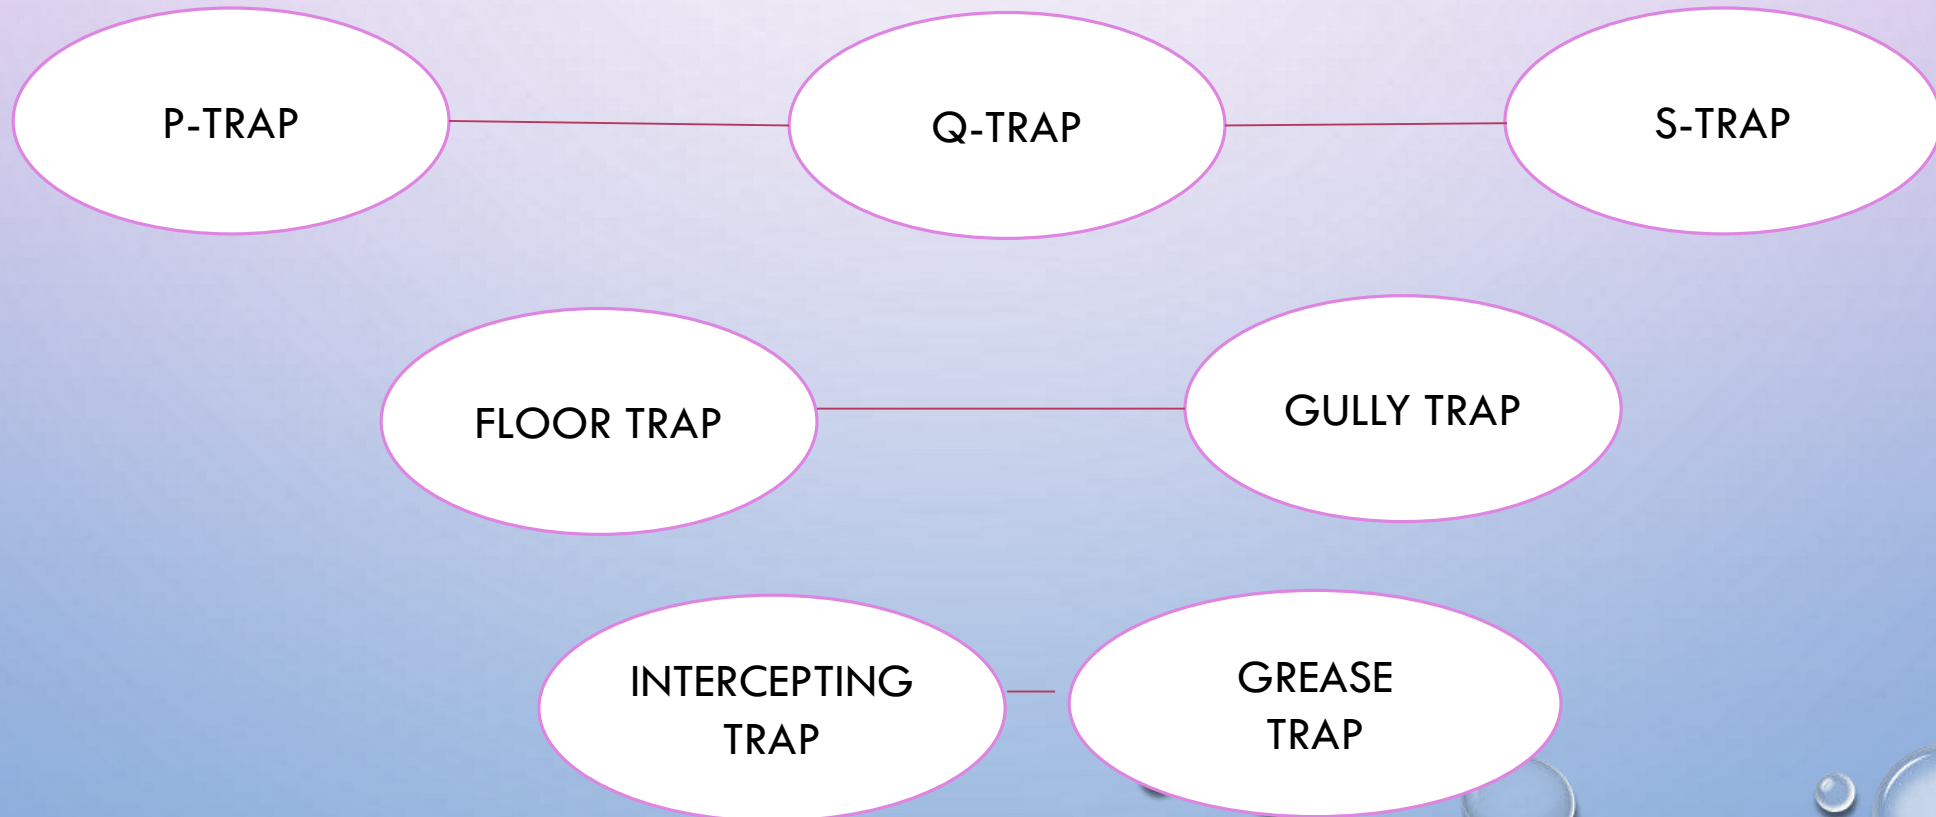 P-TRAP
Q-TRAP
S-TRAP
FLOOR TRAP
GULLY TRAP
INTERCEPTING
TRAP
GREASE
TRAP